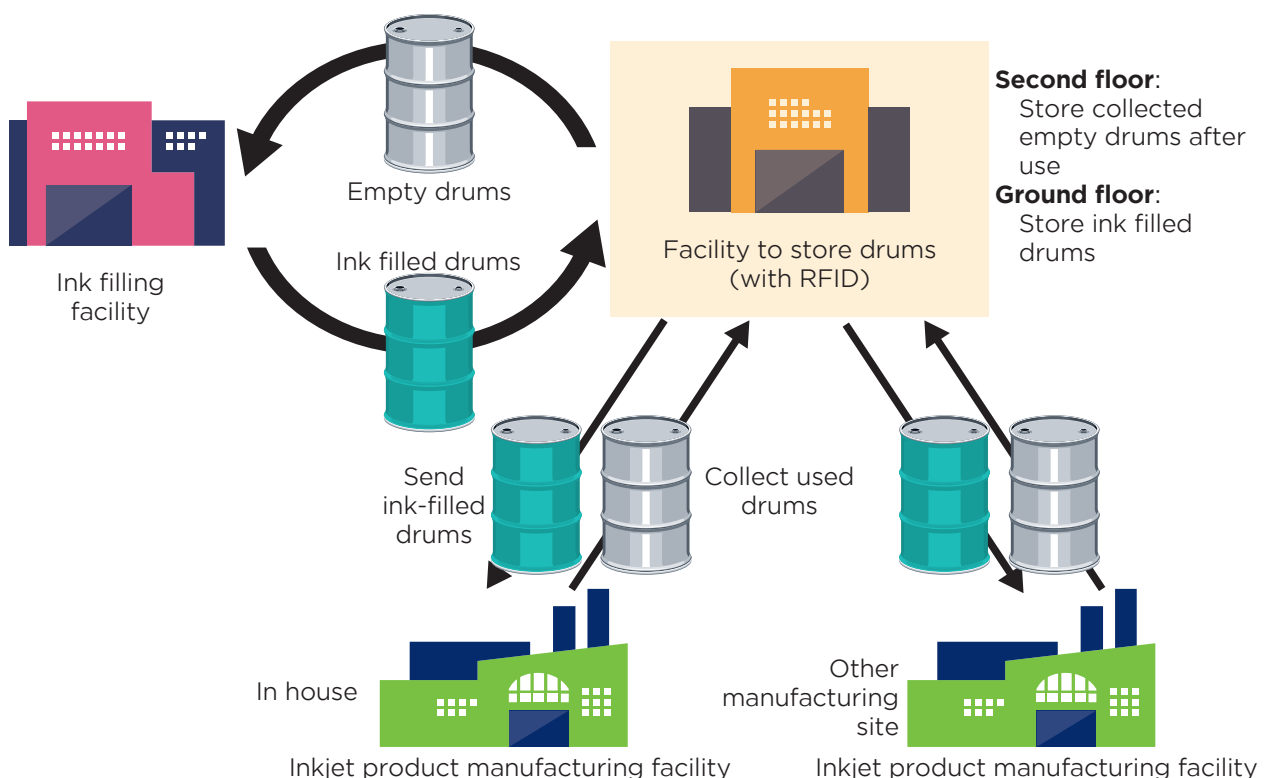 Empty drums
Ink filling
facility
Ink filled drums
Facility to store drums
(with RFID)
Second floor:
Store collected
empty drums after
use
Ground floor:
Store ink filled
drums
Send
ink-filled
drums
Collect used
drums
In house
Inkjet product manufacturing facility
Other
manufacturing
site
Inkjet product manufacturing facility